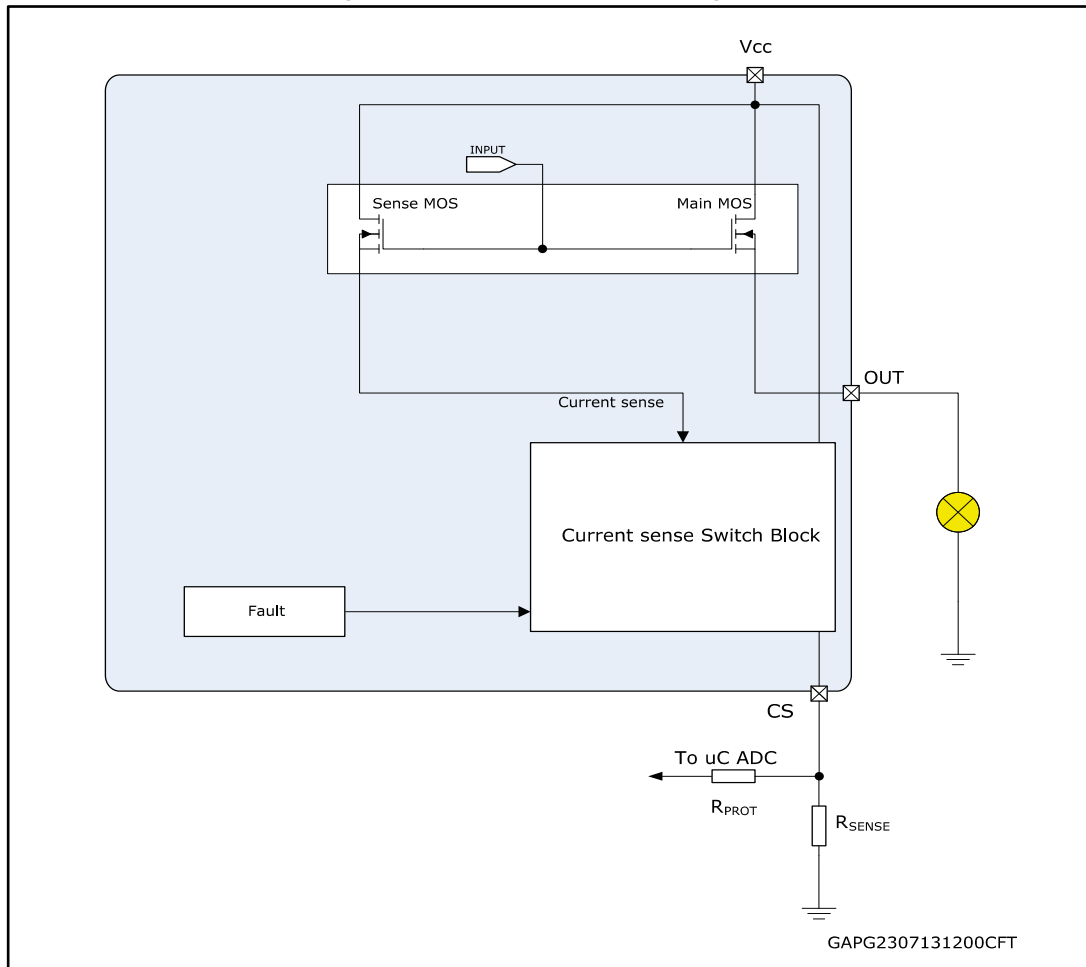 Vcc
INPUT
Sense MOS
Main MOS
OUT
Current sense
Current sense Switch Block
Fault
CS
To uC ADC
RPROT
RSENSE
GAPG2307131200CFT